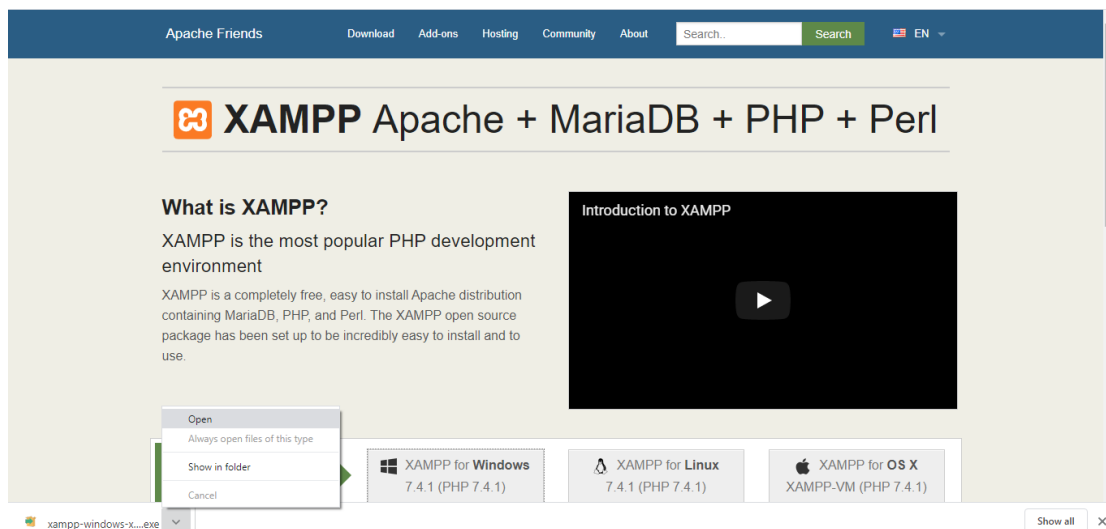 Apache Friends
Download
Add-ons
Hosting
Community
About
Search..
Search
EN
XAMPP Apache + MariaDB + PHP + Perl
What is XAMPP?
XAMPP is the most popular PHP development
environment
XAMPP is a completely free, easy to install Apache distribution
containing MariaDB, PHP, and Perl. The XAMPP open source
package has been set up to be incredibly easy to install and to
use.
Introduction to XAMPP
Open
Always open files of this type
Show in folder
Cancel
XAMPP for Windows
7.4.1 (PHP 7.4.1)
XAMPP for Linux
7.4.1 (PHP 7.4.1)
XAMPP for OS X
XAMPP-VM (PHP 7.4.1)
xampp-windows-x....exe
Show all